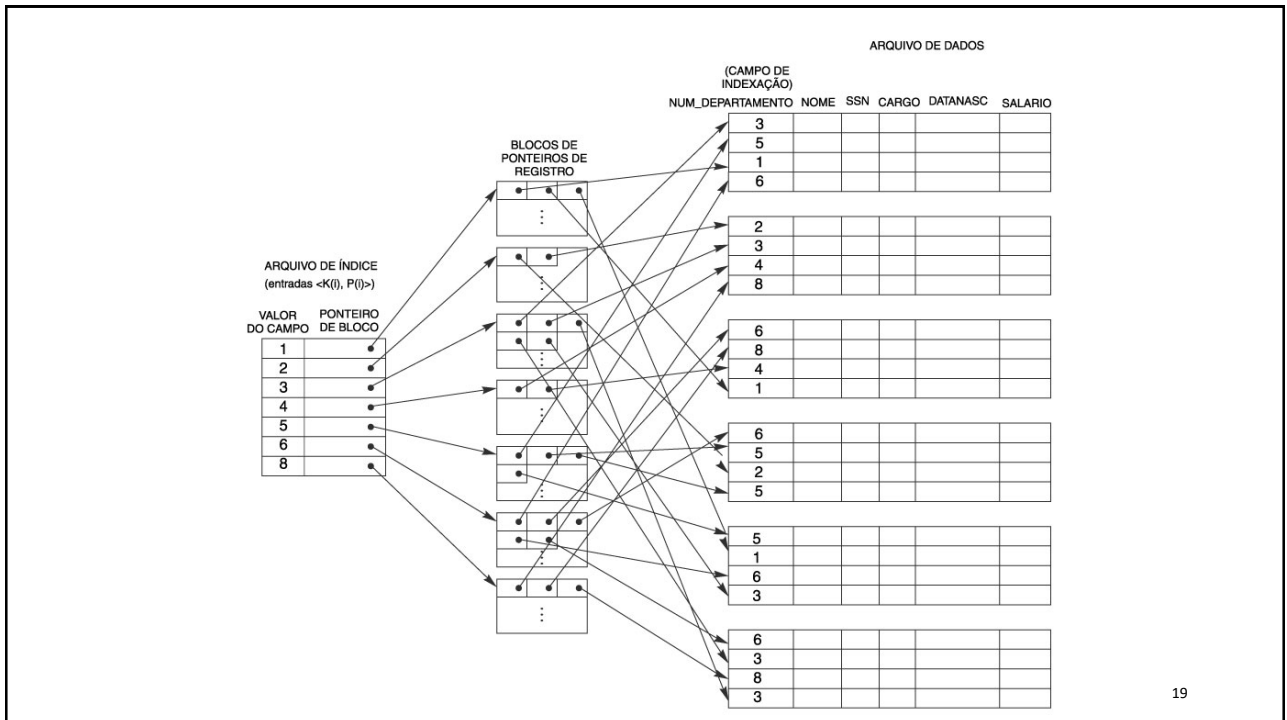 ARQUIVO DE DADOS
(CAMPO DE
INDEXAÇÃO)
NUM_DEPARTAMENTO NOME SSN CARGO DATANASC SALARIO
3
5
1
6
2
3
4
8
6
8
4
1
6
5
2
5
5
1
6
3
6
3
8
3
BLOCOS DE
PONTEIROS DE
REGISTRO
ARQUIVO DE ÍNDICE
(entradas <K(i), P(i)>)
VALOR PONTEIRO
DO CAMPO DE BLOCO
1
2
3
4
5
6
8
19